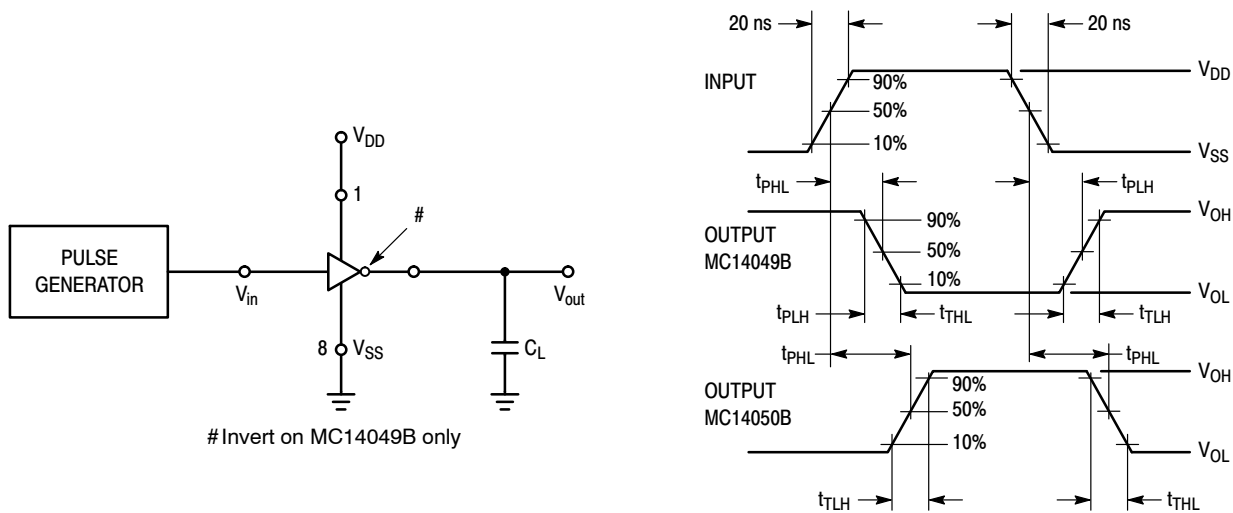 V_DD
1
#
PULSE
GENERATOR
V_in
V_out
8 V_SS
C_L
# Invert on MC14049B only
20 ns
20 ns
INPUT
V_DD
90%
50%
10%
V_SS
t_PHL
t_PLH
OUTPUT
MC14049B
V_OH
90%
50%
10%
V_OL
t_PLH
t_THL
t_TLH
t_PHL
t_PHL
OUTPUT
MC14050B
V_OH
90%
50%
10%
V_OL
t_TLH
t_THL